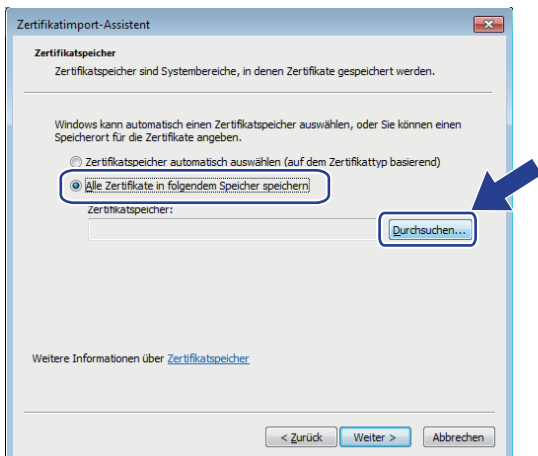 Zertifikatimport-Assistent
Zertifikatspeicher
Zertifikatspeicher sind Systembereiche, in denen Zertifikate gespeichert werden.
Windows kann automatisch einen Zertifikatspeicher auswählen, oder Sie können einen
Speicherort für die Zertifikate angeben.
Zertifikatspeicher automatisch auswählen (auf dem Zertifikattyp basierend)
Alle Zertifikate in folgendem Speicher speichern
Zertifikatspeicher:
Durchsuchen...
Weitere Informationen über Zertifikatspeicher
< Zurück Weiter > Abbrechen